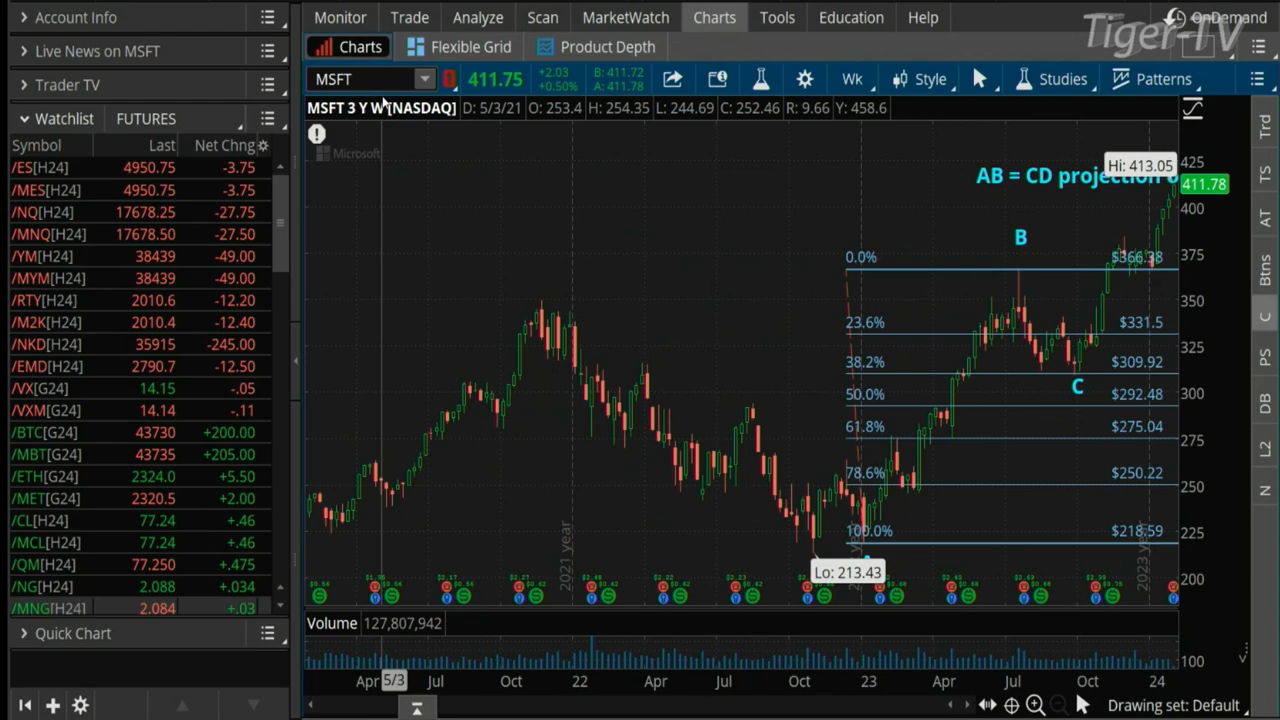 Account Info
Monitor Trade Analyze Scan MarketWatch Charts Tools Education Help
OnDemand
Tiger-TV
Live News on MSFT
Charts Flexible Grid Product Depth
Trader TV
MSFT 411.75 +2.03 +0.50% B: 411.72 A: 411.78 Wk Style Studies Patterns
Watchlist FUTURES
MSFT 3 Y W [NASDAQ] D: 5/3/21 O: 253.4 H: 254.35 L: 244.69 C: 252.46 R: 9.66 Y: 458.6
Symbol Last Net Chng
/ES[H24] 4950.75 -3.75
/MES[H24] 4950.75 -3.75
/NQ[H24] 17678.25 -27.75
/MNQ[H24] 17678.50 -27.50
/YM[H24] 38439 -49.00
/MYM[H24] 38439 -49.00
/RTY[H24] 2010.6 -12.20
/M2K[H24] 2010.4 -12.40
/NKD[H24] 35915 -245.00
/EMD[H24] 2790.7 -12.50
/VX[G24] 14.15 -.05
/VXM[G24] 14.14 -.11
/BTC[G24] 43730 +200.00
/MBT[G24] 43735 +205.00
/ETH[G24] 2324.0 +5.50
/MET[G24] 2320.5 +2.00
/CL[H24] 77.24 +.46
/MCL[H24] 77.24 +.46
/QM[H24] 77.250 +.475
/NG[H24] 2.088 +.034
/MNG[H24] 2.084 +.03
Quick Chart
Microsoft
AB = CD projection
Hi: 413.05
411.78
425
400
375
350
325
300
275
250
225
200
B
C
0.0% $366.38
23.6% $331.5
38.2% $309.92
50.0% $292.48
61.8% $275.04
78.6% $250.22
100.0% $218.59
Lo: 213.43
2021 year
2023 year
Volume 127,807,942
100
Apr 5/3 Jul Oct 22 Apr Jul Oct 23 Apr Jul Oct 24
Drawing set: Default
Trd
TS
AT
Btns
C
PS
DB
L2
N